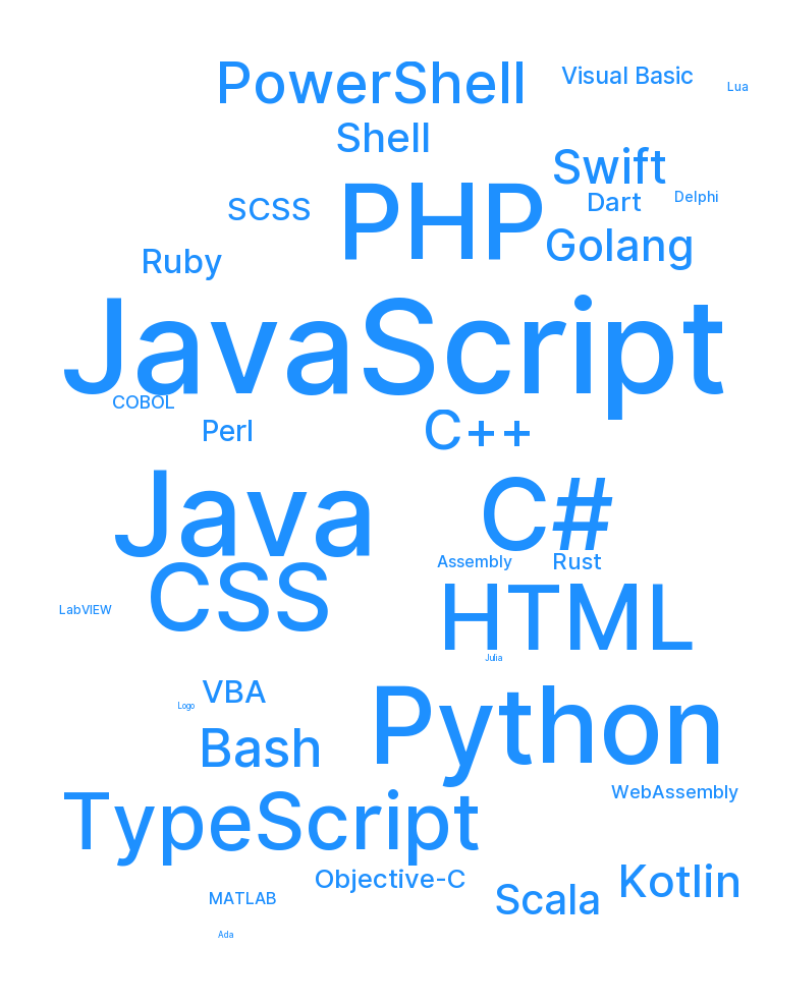 PowerShell
Visual Basic
Lua
Shell
Swift
SCSS
PHP
Dart
Delphi
Ruby
Golang
JavaScript
COBOL
Perl
C++
Java
C#
Assembly
Rust
CSS
LabVIEW
HTML
Julia
VBA
Logo
Python
Bash
WebAssembly
TypeScript
Objective-C
Kotlin
MATLAB
Scala
Ada